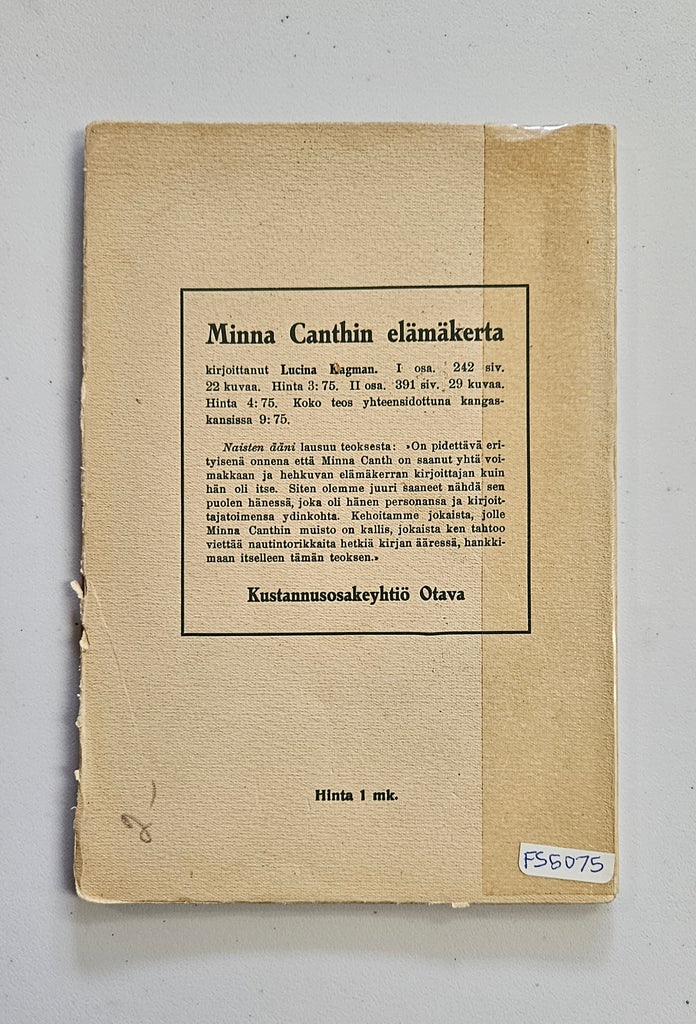 Minna Canthin elämäkerta
kirjoittanut Lucina Hagman. I osa. 242 siv.
22 kuvaa. Hinta 3: 75. II osa. 391 siv. 29 kuvaa.
Hinta 4: 75. Koko teos yhteensidottuna kangas-
kansissa 9: 75.
Naisten ääni lausuu teoksesta: »On pidettävä eri-
tyisenä onnena että Minna Canth on saanut yhtä voi-
makkaan ja hehkuvan elämäkerran kirjoittajan kuin
hän oli itse. Siten olemme juuri saaneet nähdä sen
puolen hänessä, joka oli hänen personansa ja kirjoit-
tajatoimensa ydinkohta. Kehoitamme jokaista, jolle
Minna Canthin muisto on kallis, jokaista ken tahtoo
viettää nautintorikkaita hetkiä kirjan ääressä, hankki-
maan itselleen tämän teoksen.»
Kustannusosakeyhtiö Otava
Hinta 1 mk.
2–
FS5075